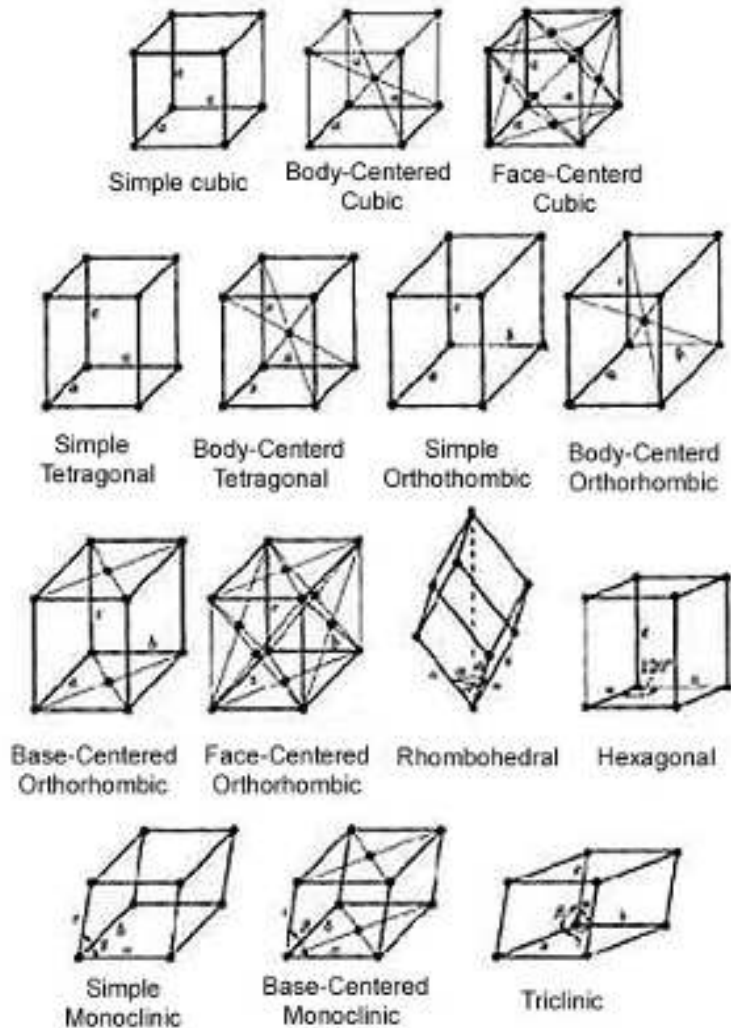 Simple cubic
Body-Centered
Cubic
Face-Centerd
Cubic
Simple
Tetragonal
Body-Centerd
Tetragonal
Simple
Orthothombic
Body-Centerd
Orthorhombic
Base-Centered
Orthorhombic
Face-Centered
Orthorhombic
Rhombohedral
120°
Hexagonal
Simple
Monoclinic
Base-Centered
Monoclinic
Triclinic